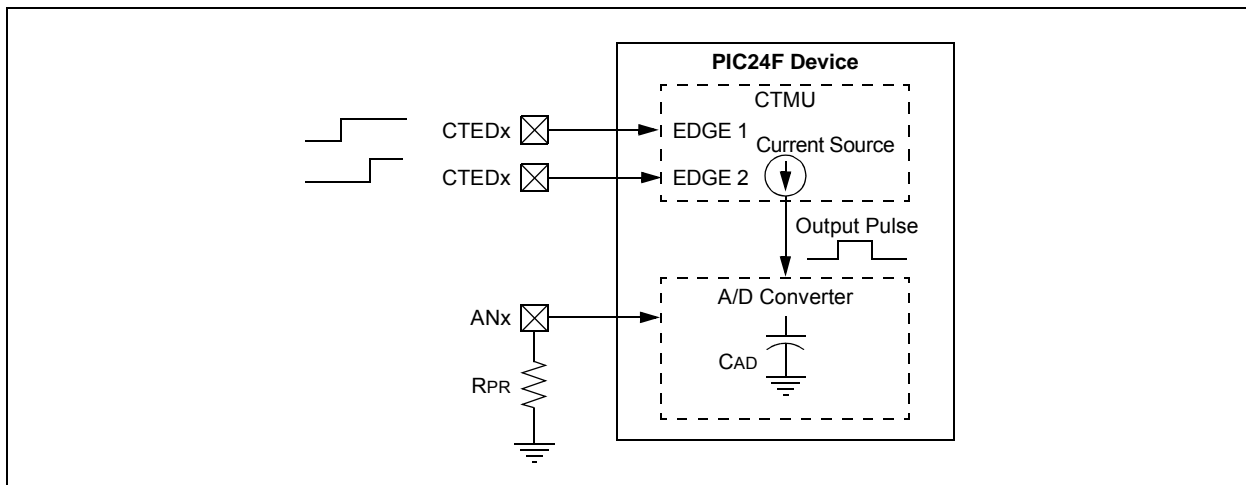 PIC24F Device
CTMU
CTEDx
EDGE 1
Current Source
CTEDx
EDGE 2
Output Pulse
A/D Converter
ANx
CAD
RPR